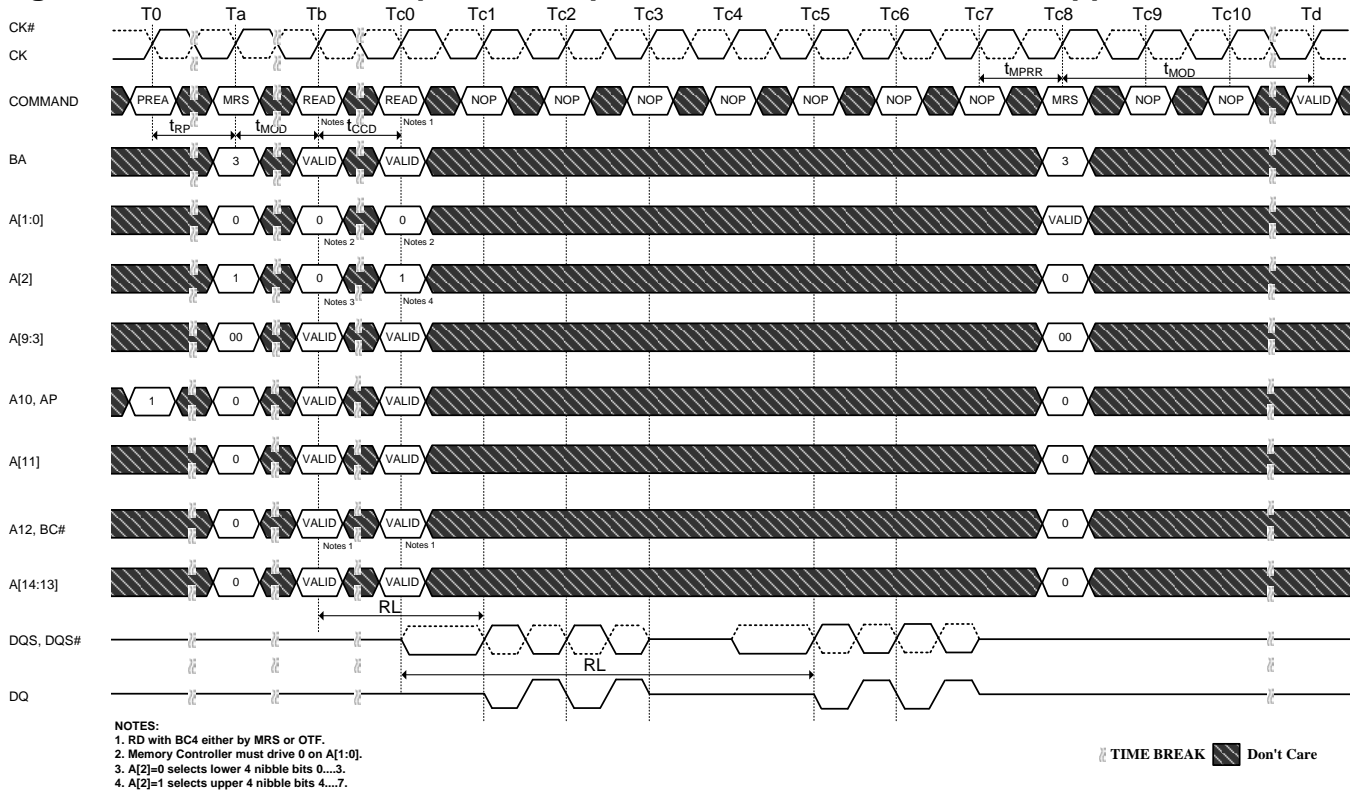 T0 Ta Tb Tc0 Tc1 Tc2 Tc3 Tc4 Tc5 Tc6 Tc7 Tc8 Tc9 Tc10 Td
CK#
CK
tMPRR tMOD
COMMAND PREA MRS READ READ NOP NOP NOP NOP NOP NOP NOP MRS NOP NOP VALID
Notes 1 Notes 1
tRP tMOD tCCD
BA 3 VALID VALID 3
A[1:0] 0 0 0 VALID
Notes 2 Notes 2
A[2] 1 0 1 0
Notes 3 Notes 4
A[9:3] 00 VALID VALID 00
A10, AP 1 0 VALID VALID 0
A[11] 0 VALID VALID 0
A12, BC# 0 VALID VALID 0
Notes 1 Notes 1
A[14:13] 0 VALID VALID 0
RL
DQS, DQS#
RL
DQ
NOTES:
1. RD with BC4 either by MRS or OTF.
2. Memory Controller must drive 0 on A[1:0].
3. A[2]=0 selects lower 4 nibble bits 0....3.
4. A[2]=1 selects upper 4 nibble bits 4....7.
TIME BREAK Don't Care